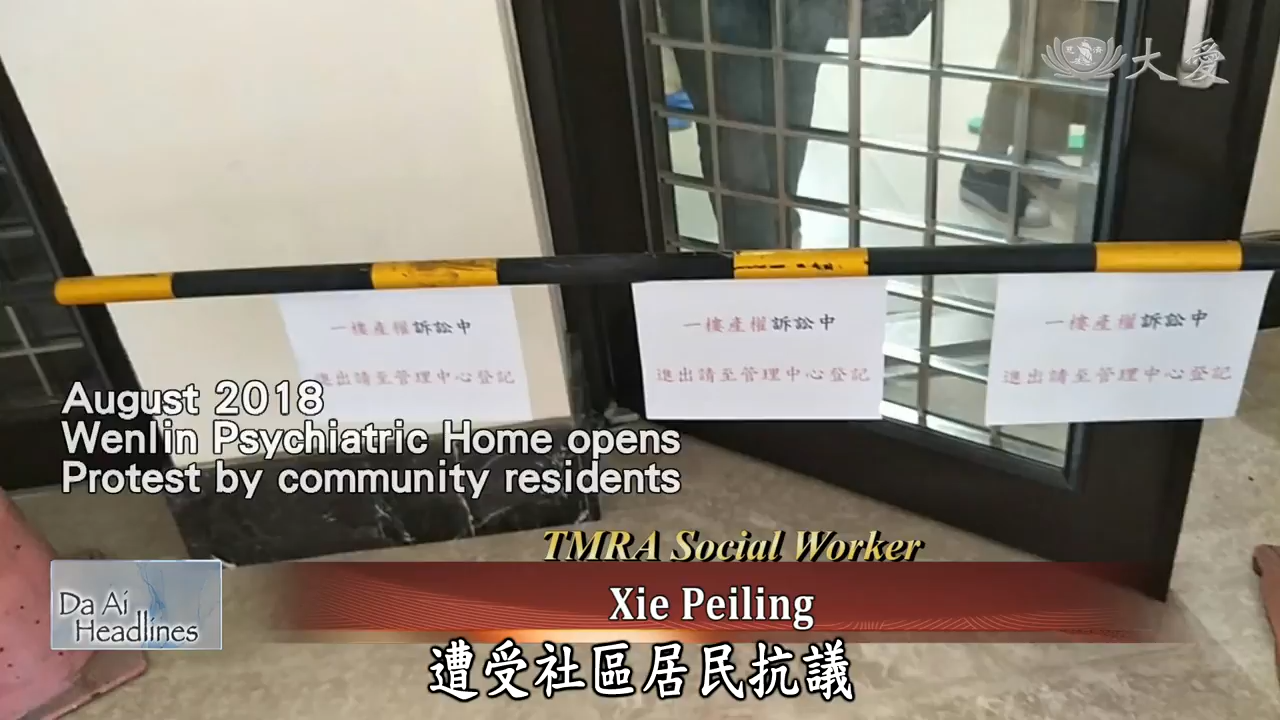 大愛
一樓產權訴訟中
進出請至管理中心登記
一樓產權訴訟中
進出請至管理中心登記
一樓產權訴訟中
進出請至管理中心登記
August 2018
Wenlin Psychiatric Home opens
Protest by community residents
TMRA Social Worker
Xie Peiling
Da Ai
Headlines
遭受社區居民抗議